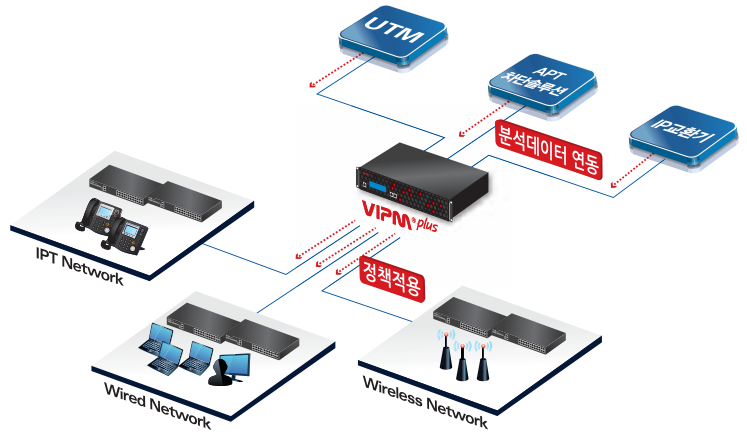 UTM
APT
차단솔루션
IP교환기
분석데이터 연동
VIPM® plus
정책적용
IPT Network
Wired Network
Wireless Network